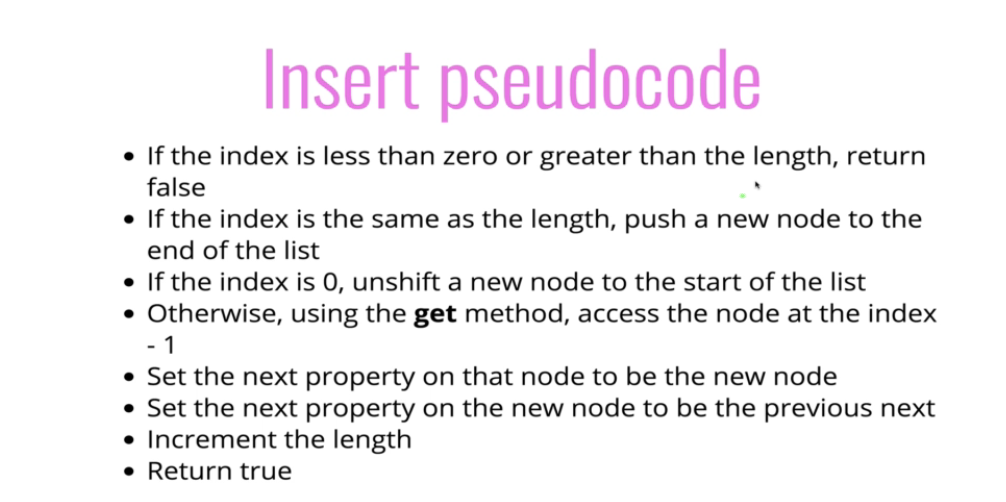 Insert pseudocode
• If the index is less than zero or greater than the length, return
false
• If the index is the same as the length, push a new node to the
end of the list
• If the index is 0, unshift a new node to the start of the list
• Otherwise, using the get method, access the node at the index
- 1
• Set the next property on that node to be the new node
• Set the next property on the new node to be the previous next
• Increment the length
• Return true